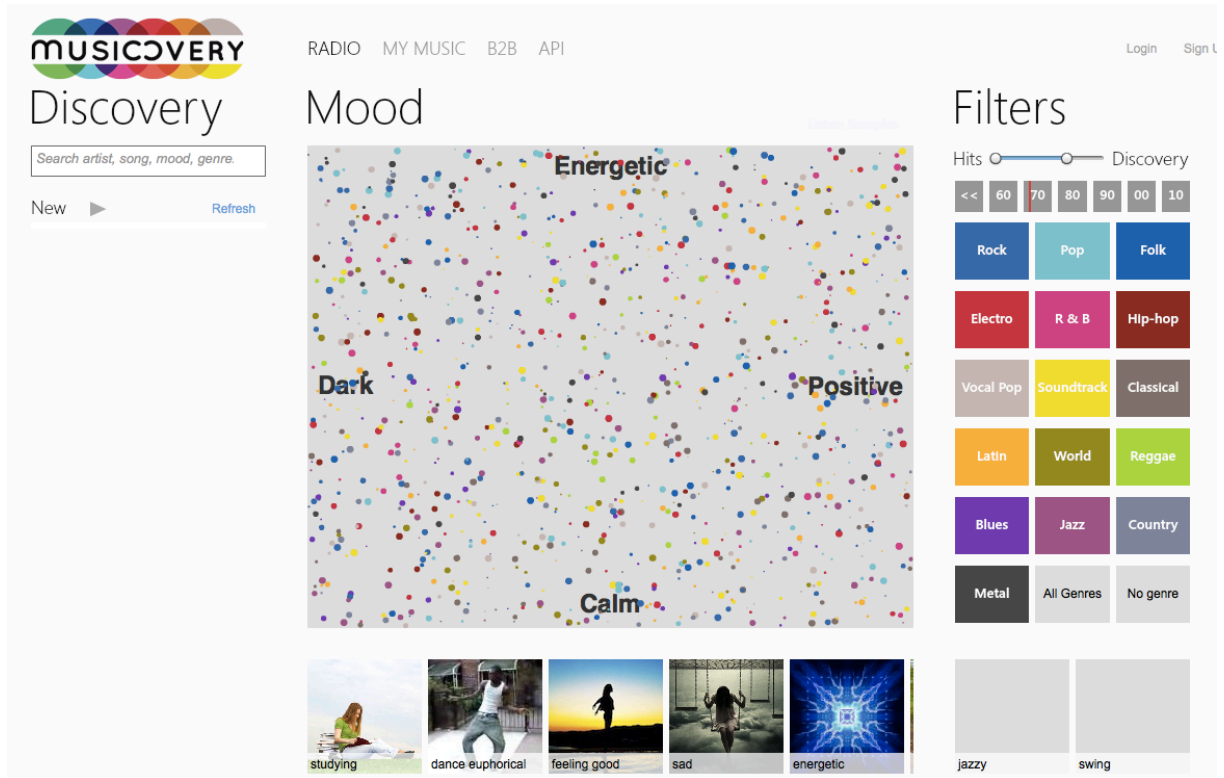 MUSICOVERY
RADIO MY MUSIC B2B API
Login Sign U
Discovery
Mood
Filters
Search artist, song, mood, genre.
New
Refresh
Energetic
Dark
Positive
Calm
Hits
Discovery
<< 60 70 80 90 00 10
Rock Pop Folk
Electro R & B Hip-hop
Vocal Pop Soundtrack Classical
Latin World Reggae
Blues Jazz Country
Metal All Genres No genre
studying dance euphorical feeling good sad energetic
jazzy swing